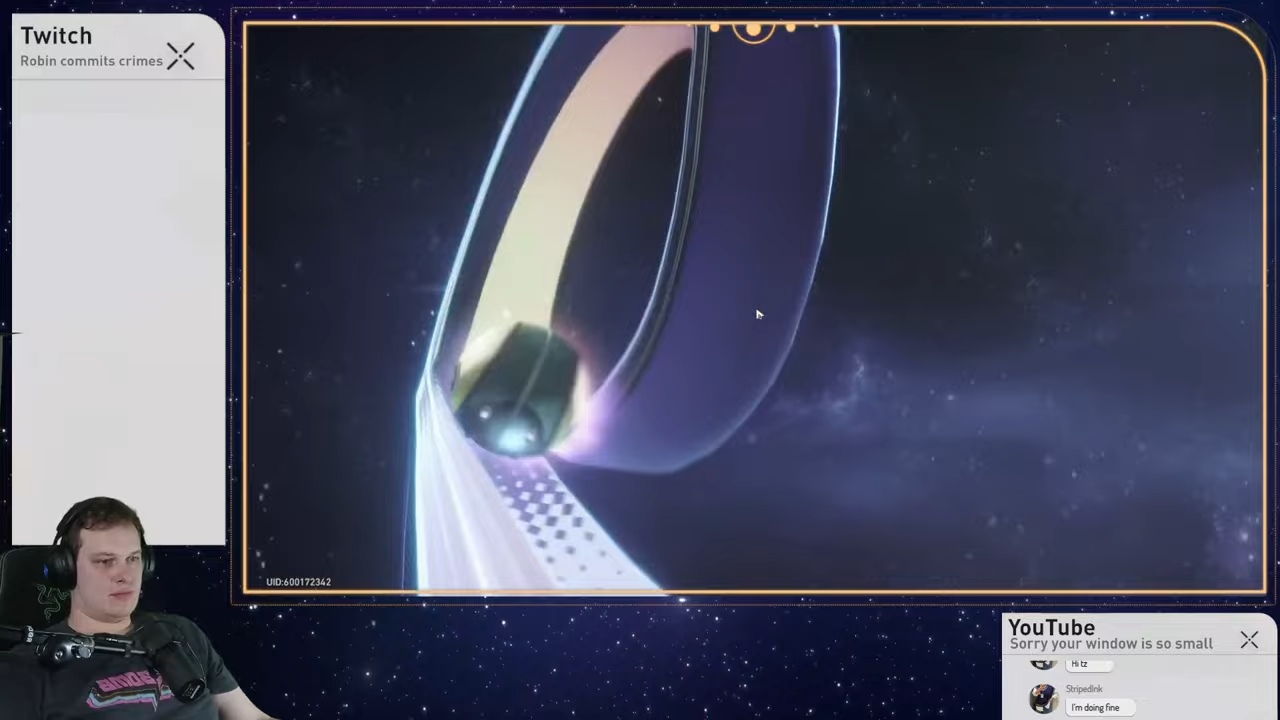 Twitch
Robin commits crimes
UID:600172342
YouTube
Sorry your window is so small
Hi tz
StripedInk
I'm doing fine